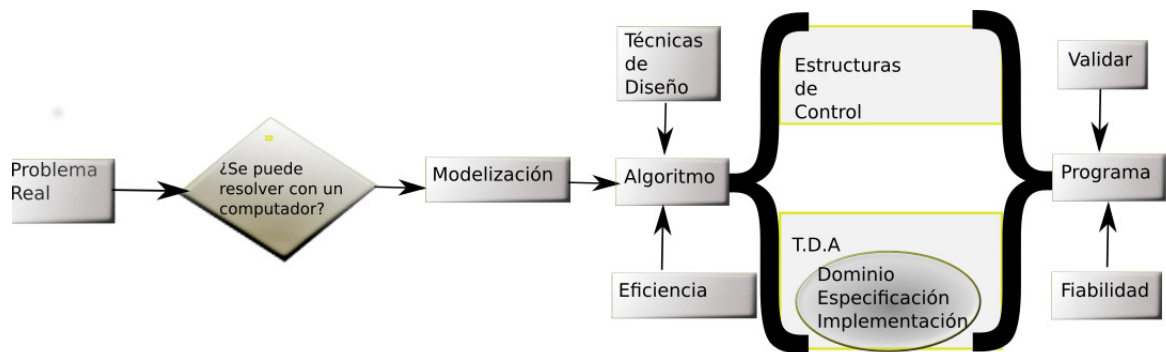 Problema
Real
¿Se puede
resolver con un
computador?
Modelización
Técnicas
de
Diseño
Algoritmo
Eficiencia
Estructuras
de
Control
T.D.A
Dominio
Especificación
Implementación
Validar
Programa
Fiabilidad